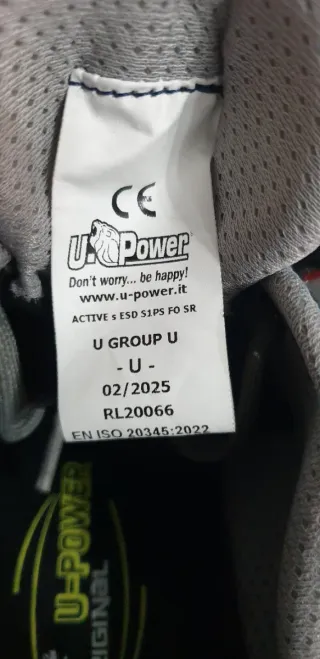 CE
U-Power
Don't worry... be happy!
www.u-power.it
ACTIVE s ESD S1PS FO SR
U GROUP U
- U -
02/2025
RL20066
EN ISO 20345:2022
U-POWER
ORIGINAL